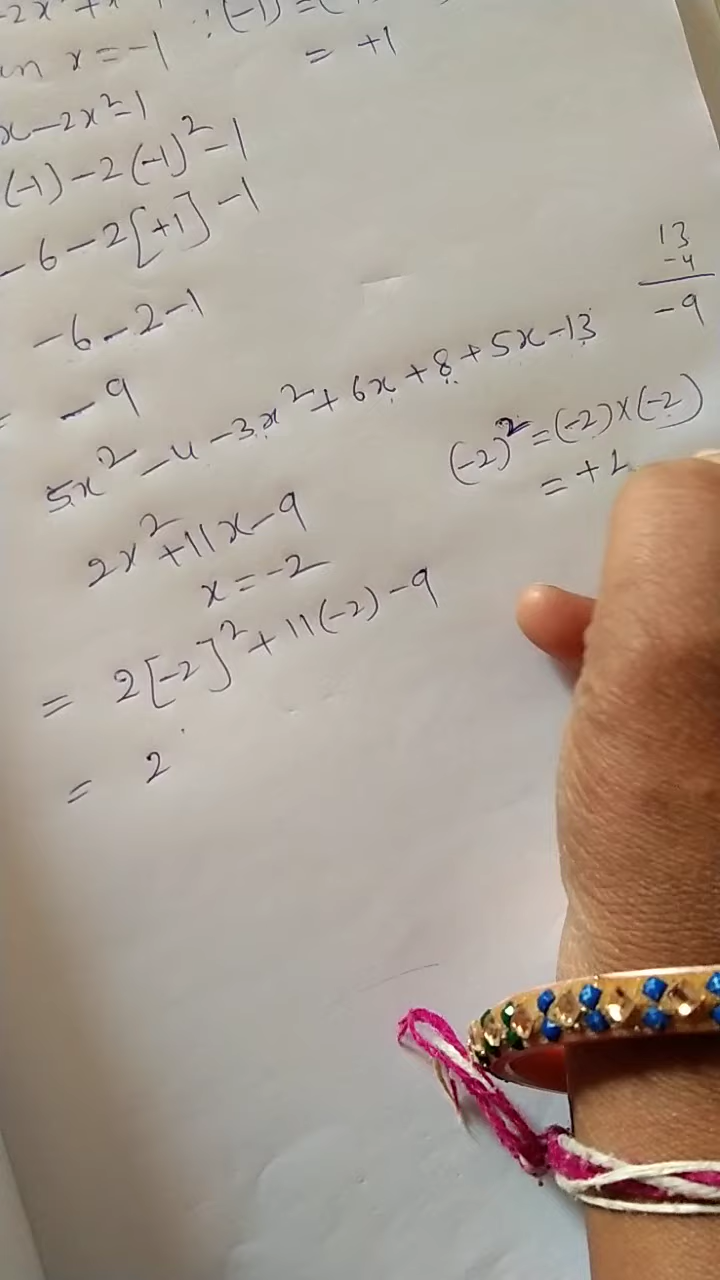 x = -1
= +1
x - 2x² - 1
(-1) - 2(-1)² - 1
- 6 - 2[+1] - 1
- 6 - 2 - 1
= - 9
13
- 4
- 9
5x² - 4 - 3x² + 6x + 8 + 5x - 13
(-2)² = (-2) × (-2)
= +
2x² + 11x - 9
x = -2
= 2[-2]² + 11(-2) - 9
= 2